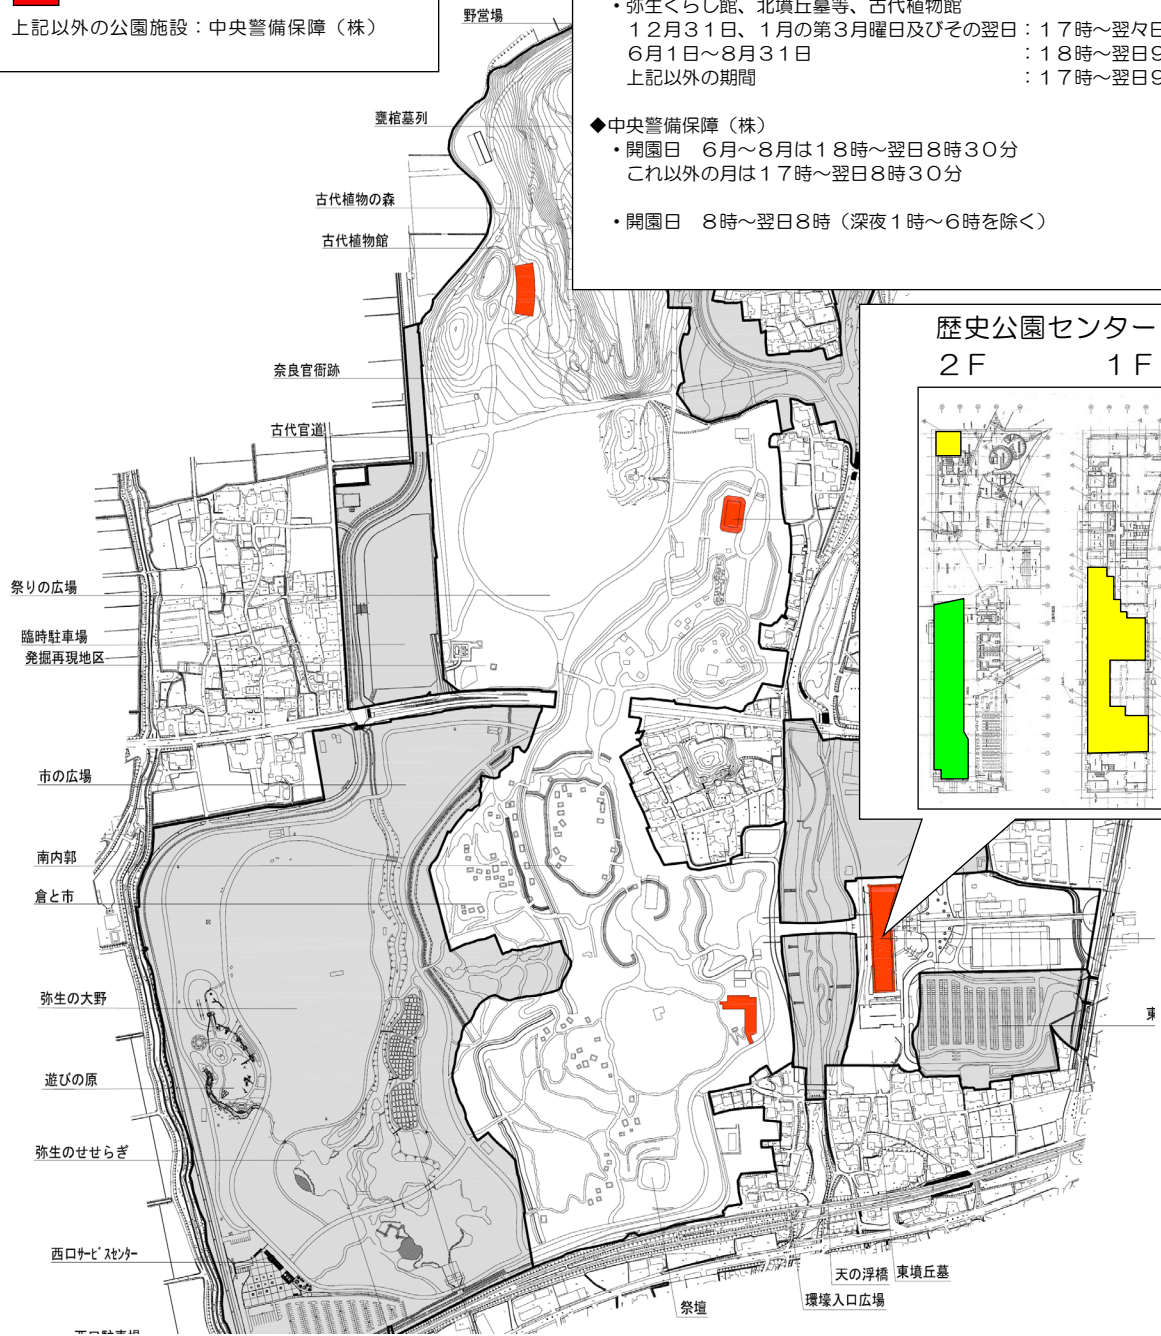 上記以外の公園施設：中央警備保障（株）
・弥生くらし館、北墳丘墓等、古代植物館
１２月３１日、１月の第３月曜日及びその翌日：１７時～翌々日
６月１日～８月３１日　：１８時～翌日９
上記以外の期間　：１７時～翌日９
◆中央警備保障（株）
・開園日　６月～８月は１８時～翌日８時３０分
これ以外の月は１７時～翌日８時３０分
・開園日　８時～翌日８時（深夜１時～６時を除く）
歴史公園センター
２Ｆ　１Ｆ
野営場
甕棺墓列
古代植物の森
古代植物館
奈良官衙跡
古代官道
祭りの広場
臨時駐車場
発掘再現地区
市の広場
南内郭
倉と市
弥生の大野
遊びの原
弥生のせせらぎ
西口サービスセンター
東
天の浮橋
東墳丘墓
環壕入口広場
祭壇